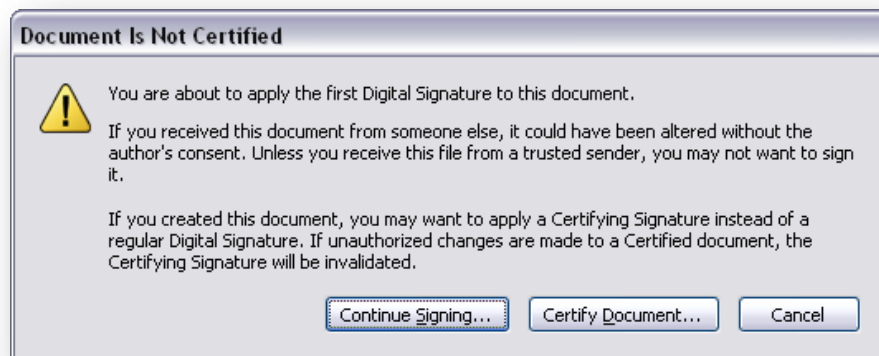 Document Is Not Certified
You are about to apply the first Digital Signature to this document.
If you received this document from someone else, it could have been altered without the
author's consent. Unless you receive this file from a trusted sender, you may not want to sign
it.
If you created this document, you may want to apply a Certifying Signature instead of a
regular Digital Signature. If unauthorized changes are made to a Certified document, the
Certifying Signature will be invalidated.
Continue Signing... Certify Document... Cancel